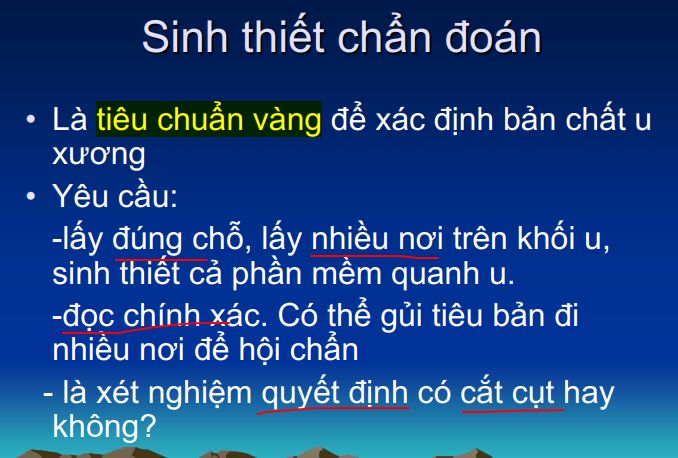 Sinh thiết chẩn đoán
• Là tiêu chuẩn vàng để xác định bản chất u
xương
• Yêu cầu:
-lấy đúng chỗ, lấy nhiều nơi trên khối u,
sinh thiết cả phần mềm quanh u.
-đọc chính xác. Có thể gủi tiêu bản đi
nhiều nơi để hội chẩn
- là xét nghiệm quyết định có cắt cụt hay
không?